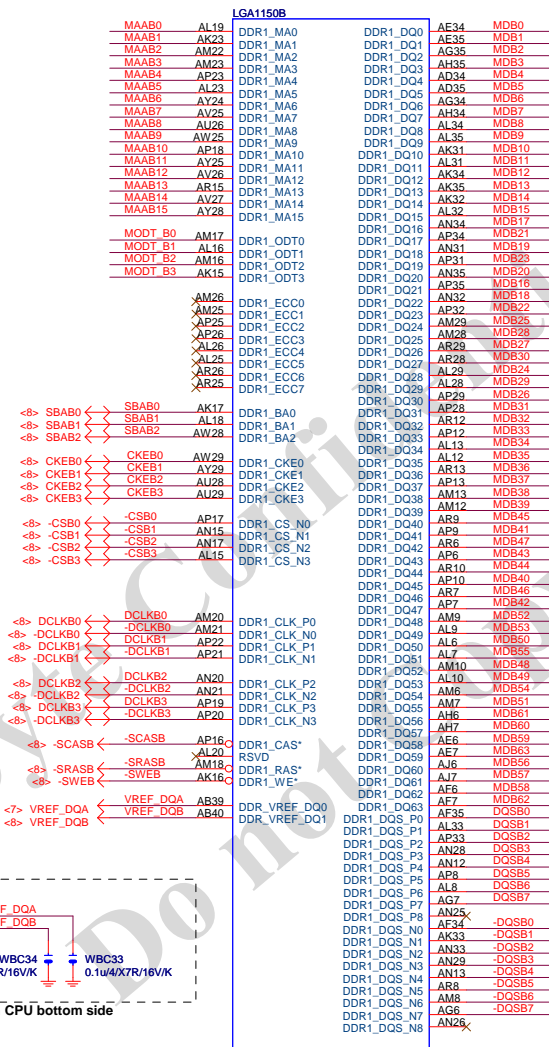 LGA1150B
MAAB0 AL19 DDR1_MA0
MAAB1 AK23 DDR1_MA1
MAAB2 AM22 DDR1_MA2
MAAB3 AM23 DDR1_MA3
MAAB4 AP23 DDR1_MA4
MAAB5 AL23 DDR1_MA5
MAAB6 AY24 DDR1_MA6
MAAB7 AV25 DDR1_MA7
MAAB8 AU26 DDR1_MA8
MAAB9 AW25 DDR1_MA9
MAAB10 AP18 DDR1_MA10
MAAB11 AY25 DDR1_MA11
MAAB12 AV26 DDR1_MA12
MAAB13 AR15 DDR1_MA13
MAAB14 AV27 DDR1_MA14
MAAB15 AY28 DDR1_MA15
MODT_B0 AM17 DDR1_ODT0
MODT_B1 AL16 DDR1_ODT1
MODT_B2 AM16 DDR1_ODT2
MODT_B3 AK15 DDR1_ODT3
AM26 DDR1_ECC0
AM25 DDR1_ECC1
AP25 DDR1_ECC2
AP26 DDR1_ECC3
AL26 DDR1_ECC4
AL25 DDR1_ECC5
AR26 DDR1_ECC6
AR25 DDR1_ECC7
<8> SBAB0 SBAB0 AK17 DDR1_BA0
<8> SBAB1 SBAB1 AL18 DDR1_BA1
<8> SBAB2 SBAB2 AW28 DDR1_BA2
<8> CKEB0 CKEB0 AW29 DDR1_CKE0
<8> CKEB1 CKEB1 AY29 DDR1_CKE1
<8> CKEB2 CKEB2 AU28 DDR1_CKE2
<8> CKEB3 CKEB3 AU29 DDR1_CKE3
<8> -CSB0 -CSB0 AP17 DDR1_CS_N0
<8> -CSB1 -CSB1 AN15 DDR1_CS_N1
<8> -CSB2 -CSB2 AN17 DDR1_CS_N2
<8> -CSB3 -CSB3 AL15 DDR1_CS_N3
<8> DCLKB0 DCLKB0 AM20 DDR1_CLK_P0
<8> -DCLKB0 -DCLKB0 AM21 DDR1_CLK_N0
<8> DCLKB1 DCLKB1 AP22 DDR1_CLK_P1
<8> -DCLKB1 -DCLKB1 AP21 DDR1_CLK_N1
<8> DCLKB2 DCLKB2 AN20 DDR1_CLK_P2
<8> -DCLKB2 -DCLKB2 AN21 DDR1_CLK_N2
<8> DCLKB3 DCLKB3 AP19 DDR1_CLK_P3
<8> -DCLKB3 -DCLKB3 AP20 DDR1_CLK_N3
<8> -SCASB -SCASB AP16 DDR1_CAS*
AL20 RSVD
<8> -SRASB -SRASB AM18 DDR1_RAS*
<8> -SWEB -SWEB AK16 DDR1_WE*
<7> VREF_DQA VREF_DQA AB39 DDR_VREF_DQ0
<8> VREF_DQB VREF_DQB AB40 DDR_VREF_DQ1
DDR1_DQ0 AE34 MDB0
DDR1_DQ1 AE35 MDB1
DDR1_DQ2 AG35 MDB2
DDR1_DQ3 AH35 MDB3
DDR1_DQ4 AD34 MDB4
DDR1_DQ5 AD35 MDB5
DDR1_DQ6 AG34 MDB6
DDR1_DQ7 AH34 MDB7
DDR1_DQ8 AL34 MDB8
DDR1_DQ9 AL35 MDB9
DDR1_DQ10 AK31 MDB10
DDR1_DQ11 AL31 MDB11
DDR1_DQ12 AK34 MDB12
DDR1_DQ13 AK35 MDB13
DDR1_DQ14 AK32 MDB14
DDR1_DQ15 AL32 MDB15
DDR1_DQ16 AN34 MDB17
DDR1_DQ17 AP34 MDB21
DDR1_DQ18 AN31 MDB19
DDR1_DQ19 AP31 MDB23
DDR1_DQ20 AN35 MDB20
DDR1_DQ21 AP35 MDB16
DDR1_DQ22 AN32 MDB18
DDR1_DQ23 AP32 MDB22
DDR1_DQ24 AM29 MDB25
DDR1_DQ25 AM28 MDB28
DDR1_DQ26 AR29 MDB27
DDR1_DQ27 AR28 MDB30
DDR1_DQ28 AL29 MDB24
DDR1_DQ29 AL28 MDB29
DDR1_DQ30 AP29 MDB26
DDR1_DQ31 AP28 MDB31
DDR1_DQ32 AR12 MDB32
DDR1_DQ33 AP12 MDB33
DDR1_DQ34 AL13 MDB34
DDR1_DQ35 AL12 MDB35
DDR1_DQ36 AR13 MDB36
DDR1_DQ37 AP13 MDB37
DDR1_DQ38 AM13 MDB38
DDR1_DQ39 AM12 MDB39
DDR1_DQ40 AR9 MDB45
DDR1_DQ41 AP9 MDB41
DDR1_DQ42 AR6 MDB47
DDR1_DQ43 AP6 MDB43
DDR1_DQ44 AR10 MDB44
DDR1_DQ45 AP10 MDB40
DDR1_DQ46 AR7 MDB46
DDR1_DQ47 AP7 MDB42
DDR1_DQ48 AM9 MDB52
DDR1_DQ49 AL9 MDB53
DDR1_DQ50 AL6 MDB50
DDR1_DQ51 AL7 MDB55
DDR1_DQ52 AM10 MDB48
DDR1_DQ53 AL10 MDB49
DDR1_DQ54 AM6 MDB54
DDR1_DQ55 AM7 MDB51
DDR1_DQ56 AH6 MDB61
DDR1_DQ57 AH7 MDB60
DDR1_DQ58 AE6 MDB59
DDR1_DQ59 AE7 MDB63
DDR1_DQ60 AJ6 MDB56
DDR1_DQ61 AJ7 MDB57
DDR1_DQ62 AF6 MDB58
DDR1_DQ63 AF7 MDB62
DDR1_DQS_P0 AF35 DQSB0
DDR1_DQS_P1 AL33 DQSB1
DDR1_DQS_P2 AP33 DQSB2
DDR1_DQS_P3 AN28 DQSB3
DDR1_DQS_P4 AN12 DQSB4
DDR1_DQS_P5 AP8 DQSB5
DDR1_DQS_P6 AL8 DQSB6
DDR1_DQS_P7 AG7 DQSB7
DDR1_DQS_P8 AN25
DDR1_DQS_N0 AF34 -DQSB0
DDR1_DQS_N1 AK33 -DQSB1
DDR1_DQS_N2 AN33 -DQSB2
DDR1_DQS_N3 AN29 -DQSB3
DDR1_DQS_N4 AN13 -DQSB4
DDR1_DQS_N5 AR8 -DQSB5
DDR1_DQS_N6 AM8 -DQSB6
DDR1_DQS_N7 AG6 -DQSB7
DDR1_DQS_N8 AN26
F_DQA
F_DQB
WBC34 WBC33
R/16V/K 0.1u/4/X7R/16V/K
CPU bottom side
byte Confident
Do not Cop